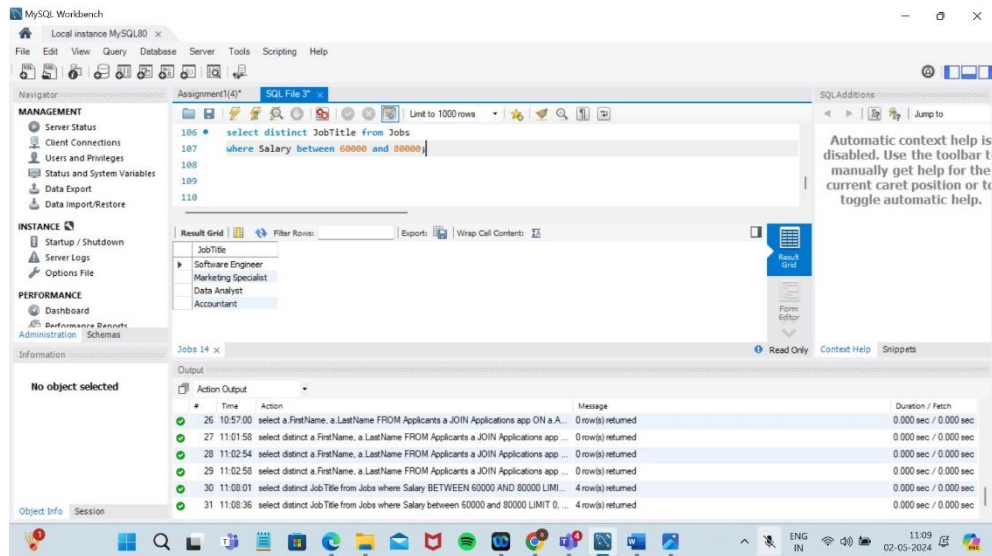 MySQL Workbench
Local instance MySQL80
File Edit View Query Database Server Tools Scripting Help
Navigator
MANAGEMENT
Server Status
Client Connections
Users and Privileges
Status and System Variables
Data Export
Data Import/Restore
INSTANCE
Startup / Shutdown
Server Logs
Options File
PERFORMANCE
Dashboard
Performance Reports
Administration Schemas
Information
No object selected
Object Info Session
Assignment1(4)* SQL File 3*
Limit to 1000 rows
106 select distinct JobTitle from Jobs
107 where Salary between 60000 and 80000;
108
109
110
Result Grid Filter Rows: Export: Wrap Cell Content:
JobTitle
Software Engineer
Marketing Specialist
Data Analyst
Accountant
Result Grid
Form Editor
Jobs 14 Read Only
Output
Action Output
# Time Action Message Duration / Fetch
26 10:57:00 select a.FirstName, a.LastName FROM Applicants a JOIN Applications app ON a.A... 0 row(s) returned 0.000 sec / 0.000 sec
27 11:01:58 select distinct a.FirstName, a.LastName FROM Applicants a JOIN Applications app ... 0 row(s) returned 0.000 sec / 0.000 sec
28 11:02:54 select distinct a.FirstName, a.LastName FROM Applicants a JOIN Applications app ... 0 row(s) returned 0.000 sec / 0.000 sec
29 11:02:58 select distinct a.FirstName, a.LastName FROM Applicants a JOIN Applications app ... 0 row(s) returned 0.000 sec / 0.000 sec
30 11:08:01 select distinct JobTitle from Jobs where Salary BETWEEN 60000 AND 80000 LIMI... 4 row(s) returned 0.000 sec / 0.000 sec
31 11:08:36 select distinct JobTitle from Jobs where Salary between 60000 and 80000 LIMIT 0, ... 4 row(s) returned 0.000 sec / 0.000 sec
SQLAdditions
Jump to
Automatic context help is
disabled. Use the toolbar t
manually get help for the
current caret position or to
toggle automatic help.
Context Help Snippets
ENG
IN
11:09
02-05-2024